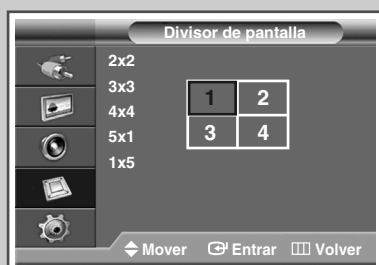 Divisor de pantalla
2x2
3x3
4x4
5x1
1x5
1 2
3 4
Mover Entrar Volver